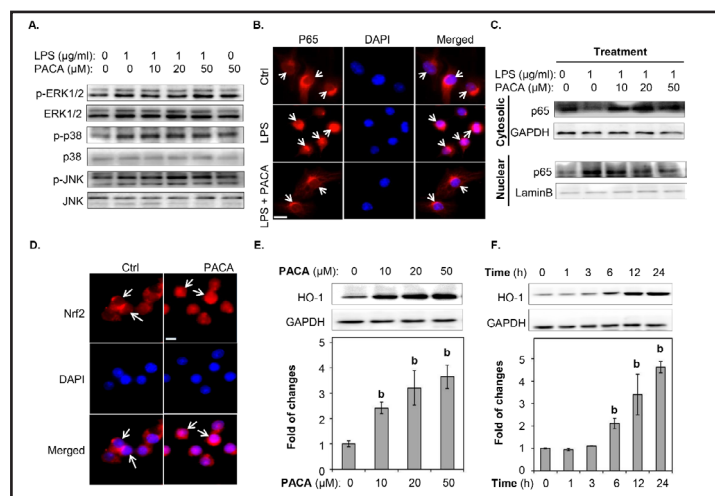 A.
LPS (µg/ml) 0 1 1 1 1 0
PACA (µM) 0 0 10 20 50 50
p-ERK1/2
ERK1/2
p-p38
p38
p-JNK
JNK
B.
P65 DAPI Merged
Ctrl
LPS
LPS + PACA
C.
Treatment
LPS (µg/ml) 0 1 1 1 1
PACA (µM) 0 0 10 20 50
Cytosolic
p65
GAPDH
Nuclear
p65
LaminB
D.
Ctrl PACA
Nrf2
DAPI
Merged
E.
PACA (µM): 0 10 20 50
HO-1
GAPDH
Fold of changes
5
4
3
2
1
0
b b b
0 10 20 50
PACA (µM):
F.
Time (h) 0 1 3 6 12 24
HO-1
GAPDH
Fold of changes
5
4
3
2
1
0
b b b
Time (h) 0 1 3 6 12 24